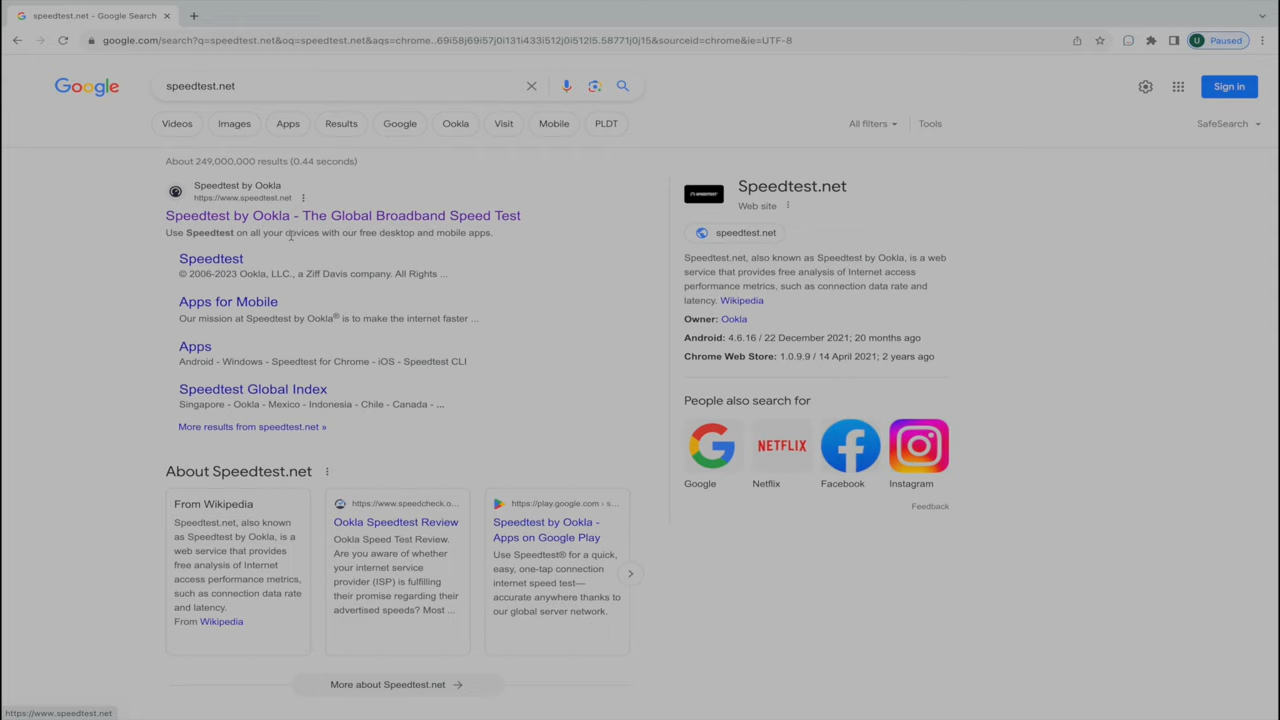 speedtest.net - Google Search
google.com/search?q=speedtest.net&oq=speedtest.net&aqs=chrome..69i58j69i57j0i131i433i512j0i512l5.58771j0j15&sourceid=chrome&ie=UTF-8
U Paused
Google
speedtest.net
Sign in
Videos Images Apps Results Google Ookla Visit Mobile PLDT
All filters Tools SafeSearch
About 249,000,000 results (0.44 seconds)
Speedtest by Ookla
https://www.speedtest.net
Speedtest by Ookla - The Global Broadband Speed Test
Use Speedtest on all your devices with our free desktop and mobile apps.
Speedtest
© 2006-2023 Ookla, LLC., a Ziff Davis company. All Rights ...
Apps for Mobile
Our mission at Speedtest by Ookla® is to make the internet faster ...
Apps
Android - Windows - Speedtest for Chrome - iOS - Speedtest CLI
Speedtest Global Index
Singapore - Ookla - Mexico - Indonesia - Chile - Canada - ...
More results from speedtest.net »
About Speedtest.net
From Wikipedia
Speedtest.net, also known
as Speedtest by Ookla, is a
web service that provides
free analysis of Internet
access performance metrics,
such as connection data rate
and latency.
From Wikipedia
https://www.speedcheck.o...
Ookla Speedtest Review
Ookla Speed Test Review.
Are you aware of whether
your internet service
provider (ISP) is fulfilling
their promise regarding their
advertised speeds? Most ...
https://play.google.com › s...
Speedtest by Ookla -
Apps on Google Play
Use Speedtest® for a quick,
easy, one-tap connection
internet speed test—
accurate anywhere thanks to
our global server network.
More about Speedtest.net
SPEEDTEST
Speedtest.net
Web site
speedtest.net
Speedtest.net, also known as Speedtest by Ookla, is a web
service that provides free analysis of Internet access
performance metrics, such as connection data rate and
latency. Wikipedia
Owner: Ookla
Android: 4.6.16 / 22 December 2021; 20 months ago
Chrome Web Store: 1.0.9.9 / 14 April 2021; 2 years ago
People also search for
NETFLIX
Google Netflix Facebook Instagram
Feedback
https://www.speedtest.net